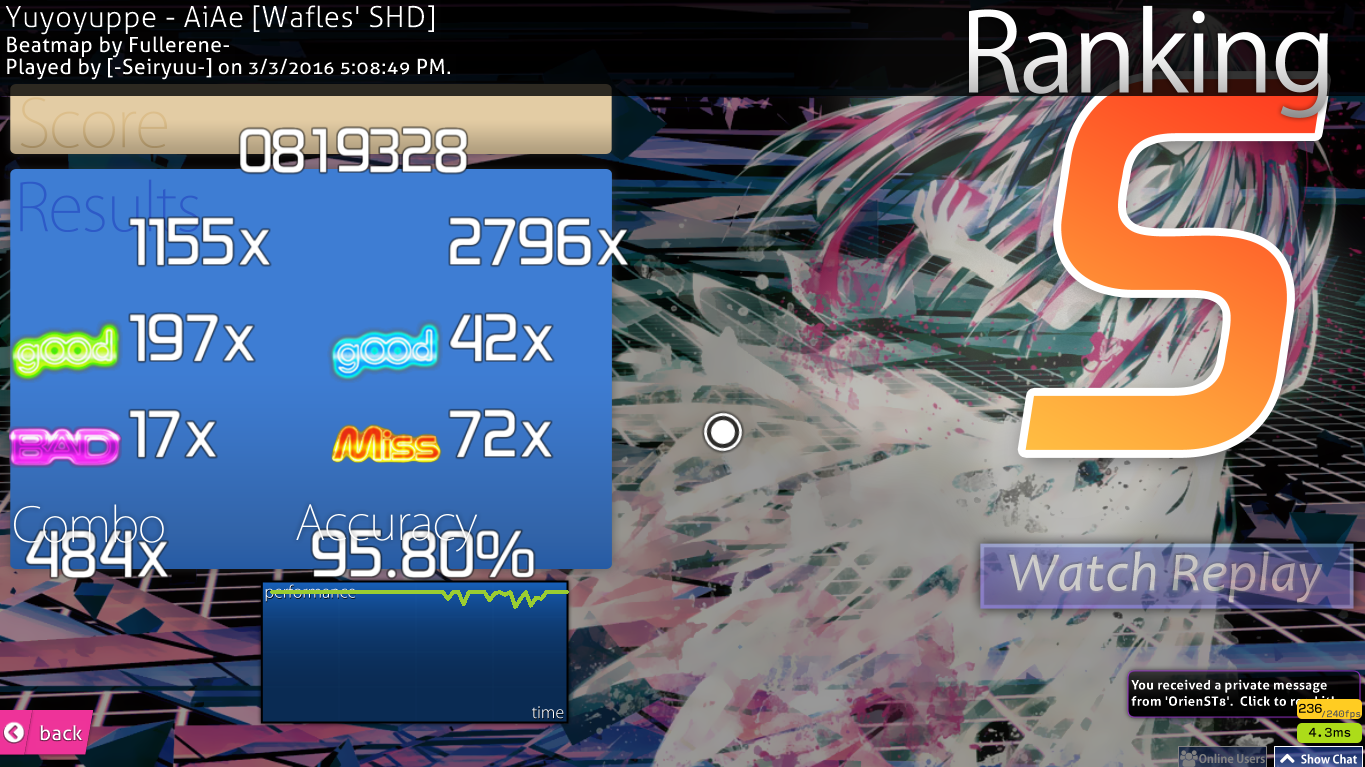 Yuyoyuppe - AiAe [Wafles' SHD]
Beatmap by Fullerene-
Played by [-Seiryuu-] on 3/3/2016 5:08:49 PM.
Ranking
S
Score
0819328
Results
1155x 2796x
good 197x good 42x
BAD 17x Miss 72x
Combo Accuracy
484x 95.80%
performance
time
Watch Replay
You received a private message
from 'OrienST8'. Click to
236/240fps
4.3ms
back
Online Users Show Chat